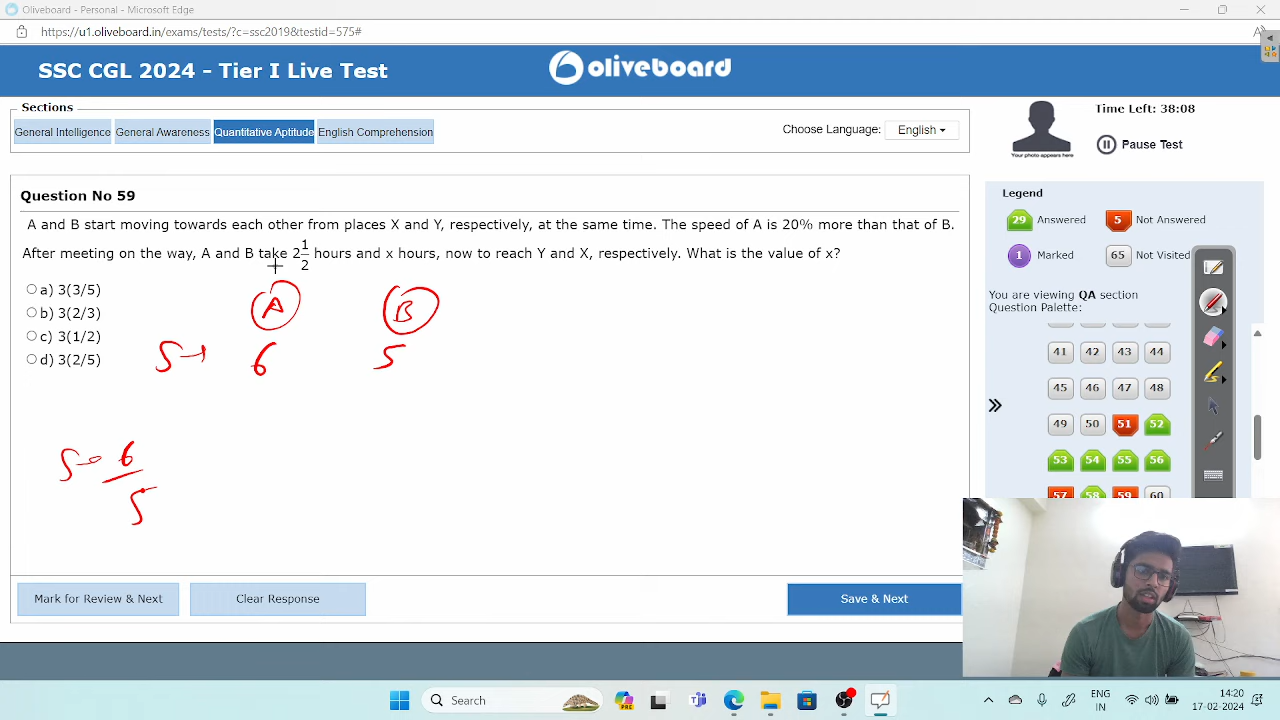 Oliveboard - Personal - Microsoft Edge
https://u1.oliveboard.in/exams/tests/?c=ssc2019&testid=575#
SSC CGL 2024 - Tier I Live Test
oliveboard
Sections
General Intelligence General Awareness Quantitative Aptitude English Comprehension
Choose Language: English
Your photo appears here
Time Left: 38:08
Pause Test
Question No 59
A and B start moving towards each other from places X and Y, respectively, at the same time. The speed of A is 20% more than that of B.
After meeting on the way, A and B take 2 1/2 hours and x hours, now to reach Y and X, respectively. What is the value of x?
a) 3(3/5)
b) 3(2/3)
c) 3(1/2)
d) 3(2/5)
A B
S→ 6 5
S = 6/5
Legend
29 Answered 5 Not Answered
1 Marked 65 Not Visited
You are viewing QA section
Question Palette:
41 42 43 44
45 46 47 48
49 50 51 52
53 54 55 56
57 58 59 60
Mark for Review & Next Clear Response Save & Next
Search
PRE
ENG
IN
14:20
17-02-2024